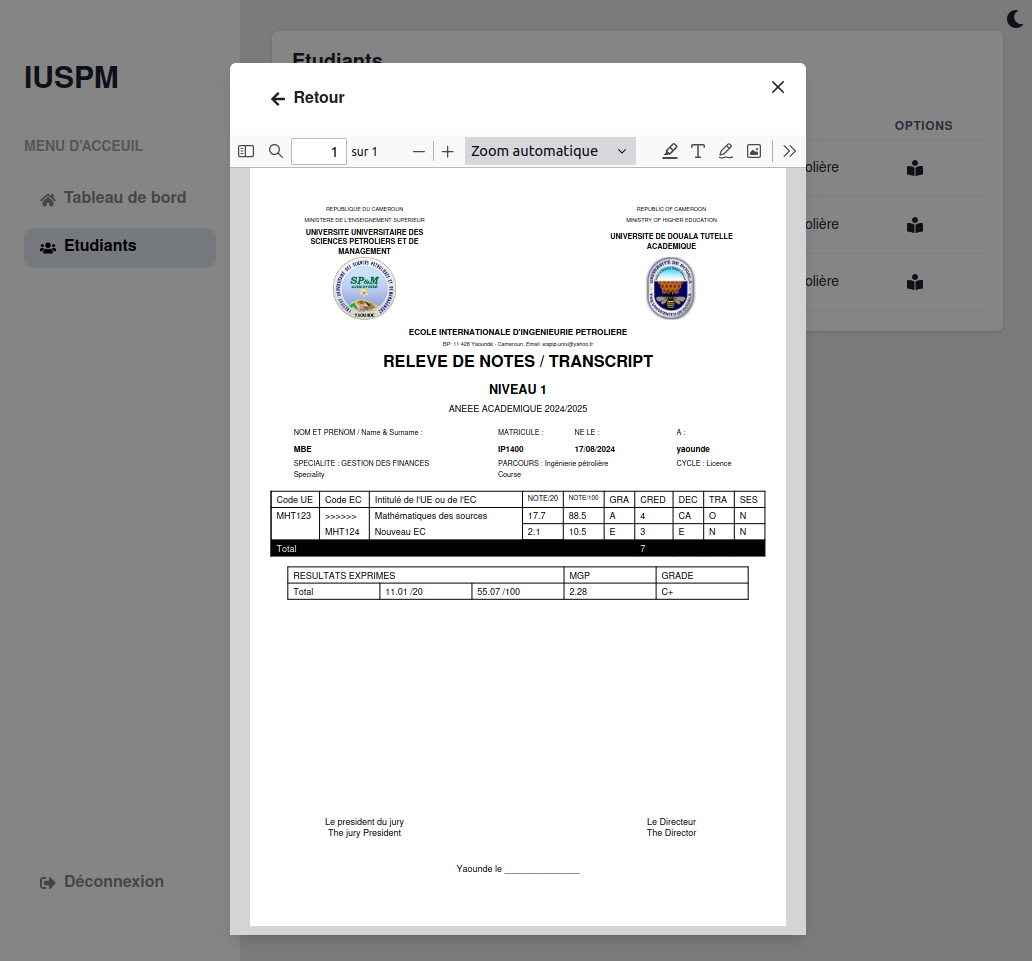 IUSPM
MENU D'ACCEUIL
Tableau de bord
Etudiants
Déconnexion
Etudiants
OPTIONS
olière
olière
olière
Retour
1 sur 1
Zoom automatique
REPUBLIQUE DU CAMEROUN
MINISTERE DE L'ENSEIGNEMENT SUPERIEUR
UNIVERSITE UNIVERSITAIRE DES
SCIENCES PETROLIERS ET DE
MANAGEMENT
SP&M
université
YAOUNDE
REPUBLIC OF CAMEROON
MINISTRY OF HIGHER EDUCATION
UNIVERSITE DE DOUALA TUTELLE
ACADEMIQUE
UNIVERSITÉ DE DOUALA
ECOLE INTERNATIONALE D'INGENIEURIE PETROLIERE
BP: 11 428 Yaoundé - Cameroun, Email: eispip.univ@yahoo.fr
RELEVE DE NOTES / TRANSCRIPT
NIVEAU 1
ANEEE ACADEMIQUE 2024/2025
NOM ET PRENOM / Name & Surname : MATRICULE : NE LE : A :
MBE IP1400 17/08/2024 yaounde
SPECIALITE : GESTION DES FINANCES PARCOURS : Ingénierie pétrolière CYCLE : Licence
Speciality Course
Code UE Code EC Intitulé de l'UE ou de l'EC NOTE/20 NOTE/100 GRA CRED DEC TRA SES
MHT123 >>>>>> Mathématiques des sources 17.7 88.5 A 4 CA O N
MHT124 Nouveau EC 2.1 10.5 E 3 E N N
Total 7
RESULTATS EXPRIMES MGP GRADE
Total 11.01 /20 55.07 /100 2.28 C+
Le president du jury Le Directeur
The jury President The Director
Yaounde le _______________